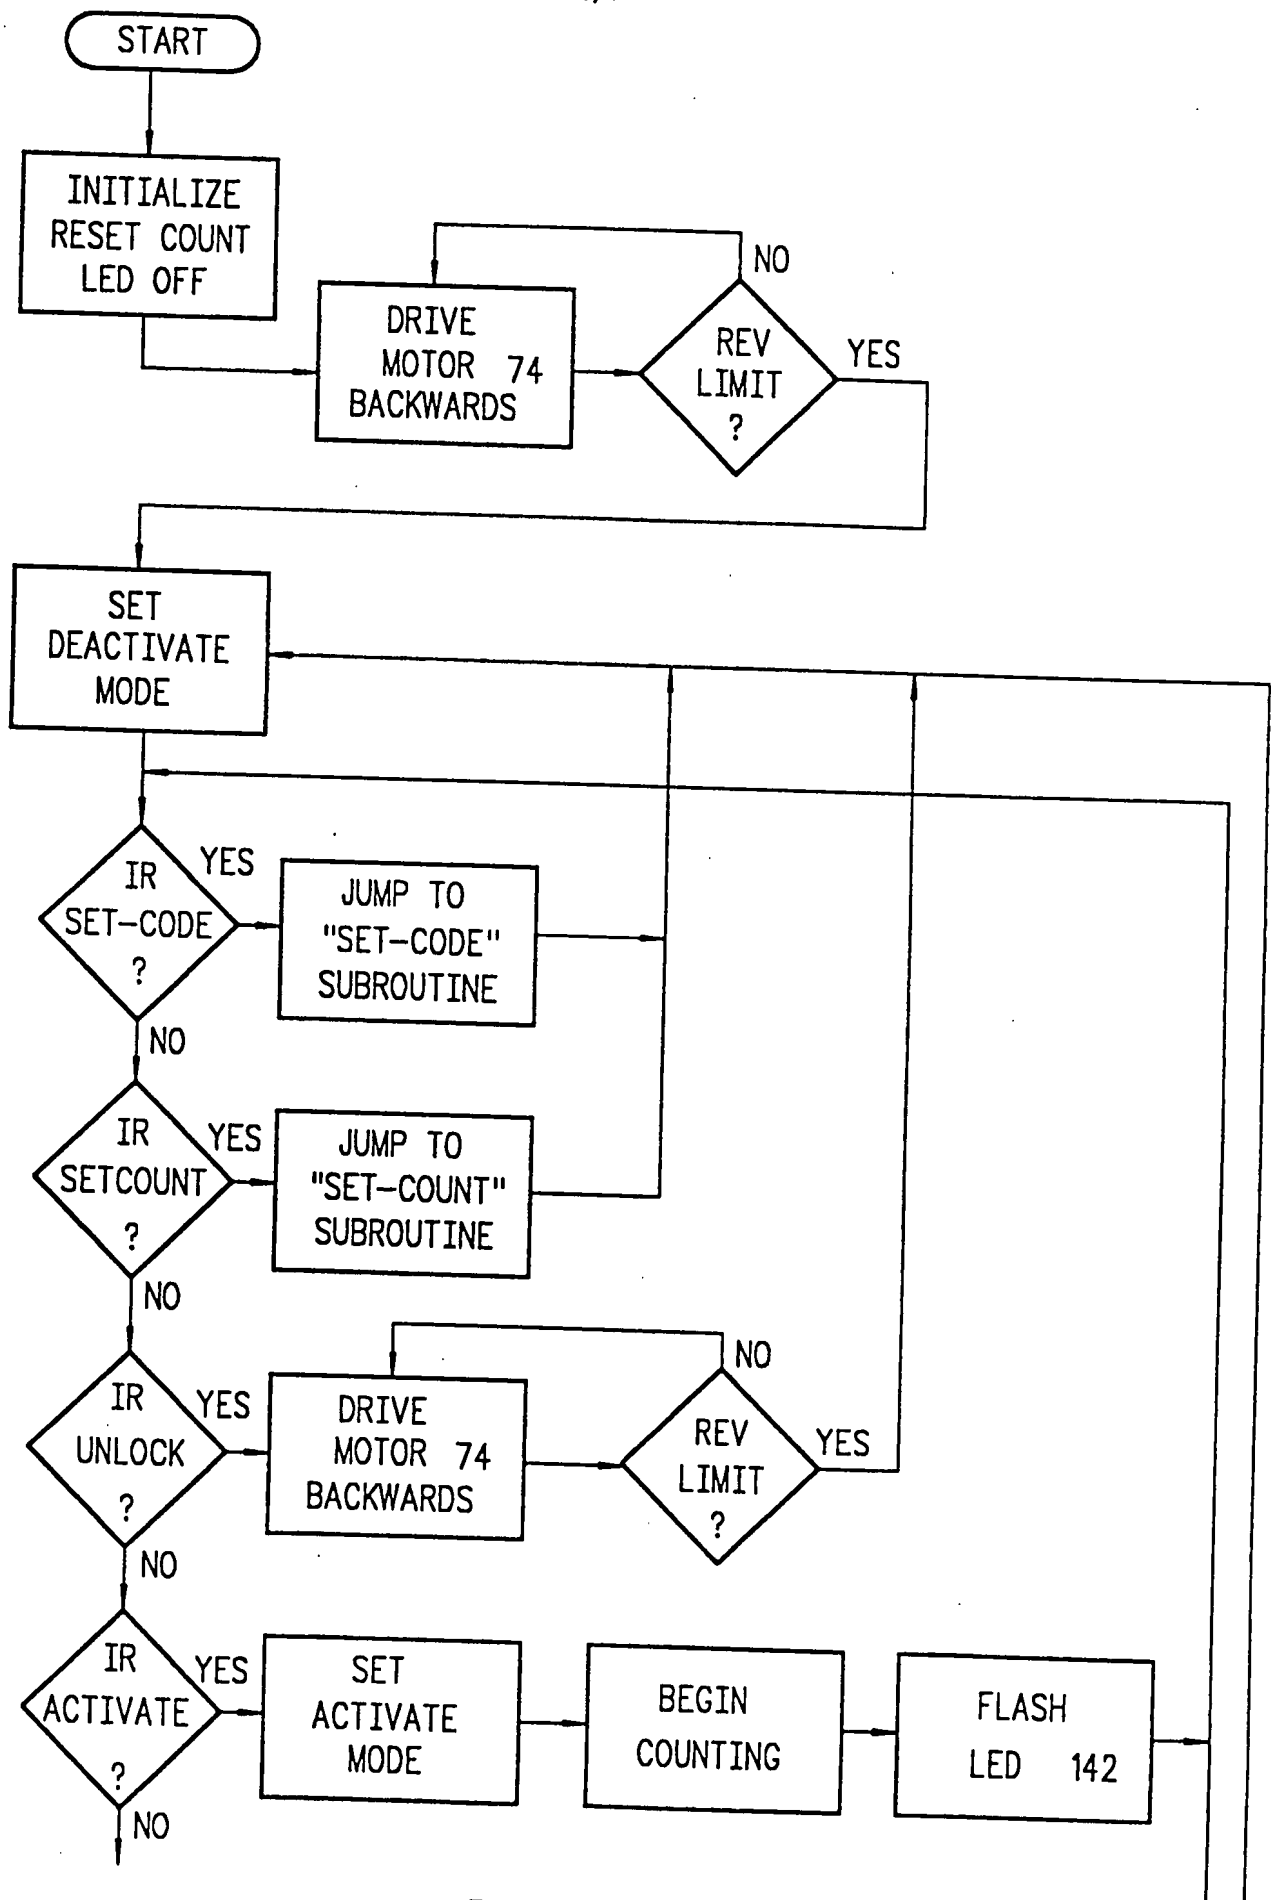 START
INITIALIZE
RESET COUNT
LED OFF
DRIVE
MOTOR 74
BACKWARDS
NO
REV
LIMIT
?
YES
SET
DEACTIVATE
MODE
IR
SET-CODE
?
YES
JUMP TO
"SET-CODE"
SUBROUTINE
NO
IR
SETCOUNT
?
YES
JUMP TO
"SET-COUNT"
SUBROUTINE
NO
IR
UNLOCK
?
YES
DRIVE
MOTOR 74
BACKWARDS
NO
REV
LIMIT
?
YES
NO
IR
ACTIVATE
?
YES
SET
ACTIVATE
MODE
BEGIN
COUNTING
FLASH
LED 142
NO